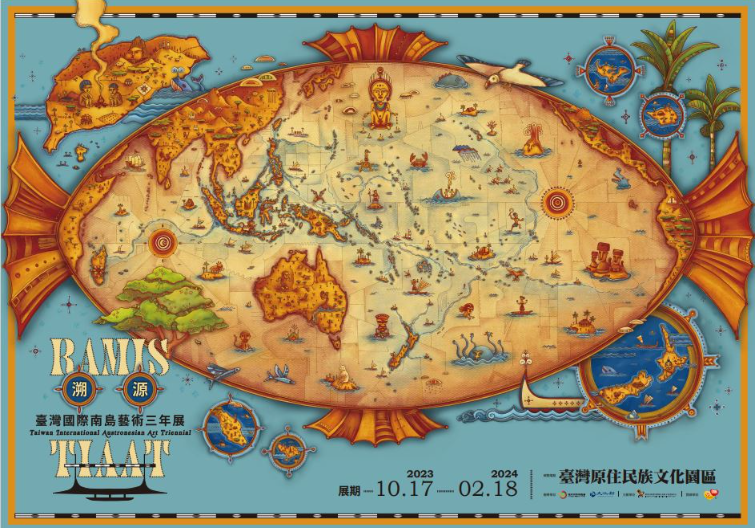 RAMIS
溯 源
臺灣國際南島藝術三年展
Taiwan International Austronesian Art Triennial
TIAAT
2023 2024
展期 10.17 02.18
臺灣原住民族文化園區